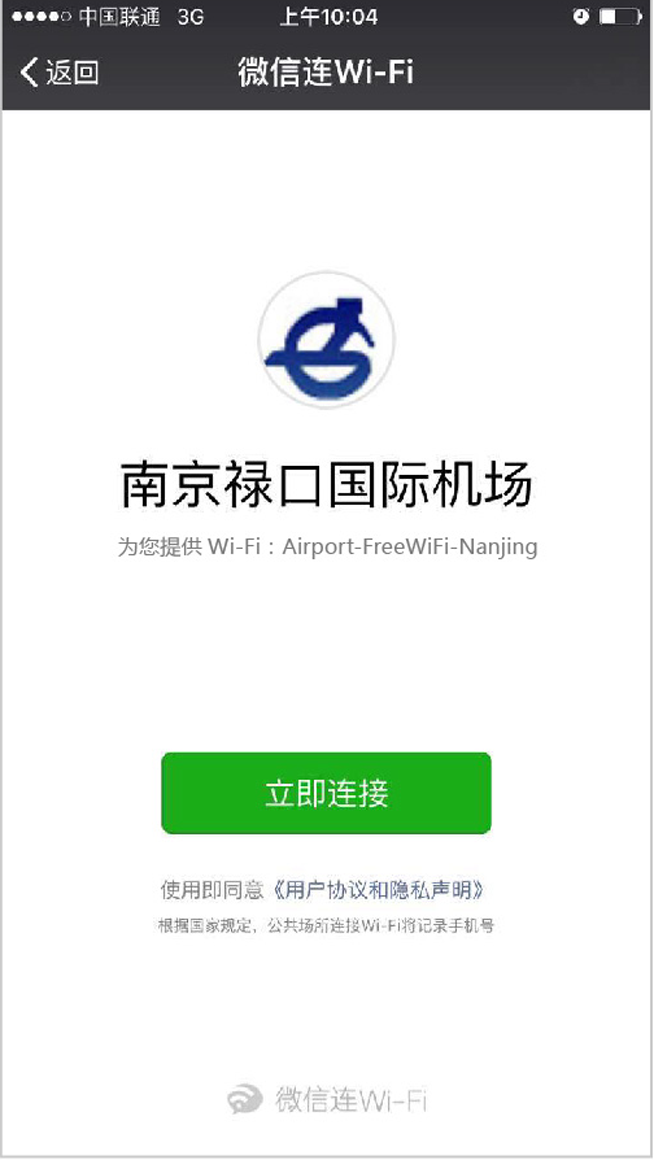 中国联通 3G 上午10:04
返回 微信连Wi-Fi
南京禄口国际机场
为您提供 Wi-Fi：Airport-FreeWiFi-Nanjing
立即连接
使用即同意《用户协议和隐私声明》
根据国家规定，公共场所连接Wi-Fi将记录手机号
微信连Wi-Fi